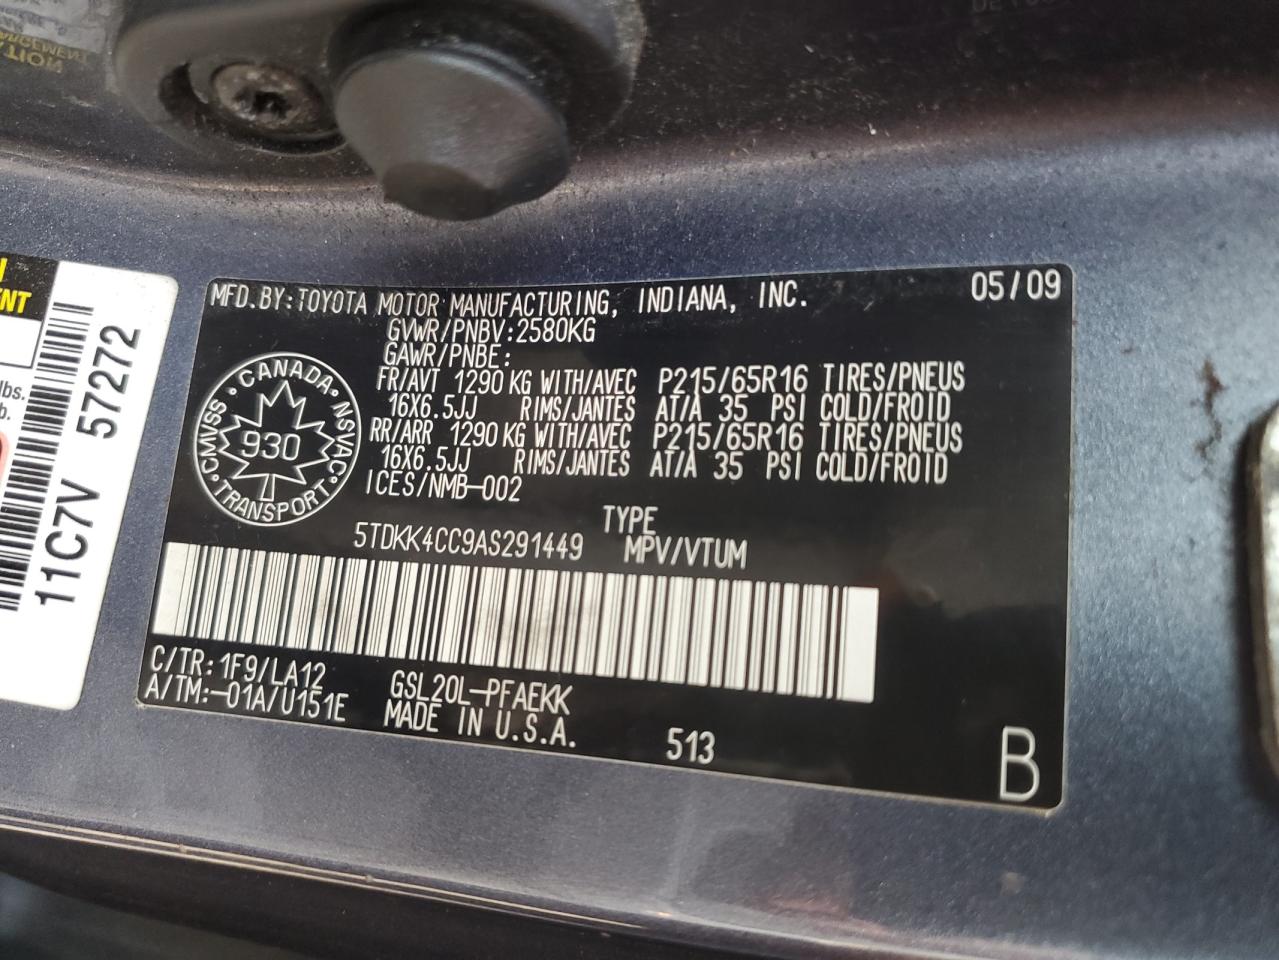 ARGEMENT
TION
ENT
lbs.
b.
11C7V 57272
MFD.BY:TOYOTA MOTOR MANUFACTURING, INDIANA, INC. 05/09
GVWR/PNBV:2580KG
GAWR/PNBE:
FR/AVT 1290 KG WITH/AVEC P215/65R16 TIRES/PNEUS
16X6.5JJ RIMS/JANTES AT/A 35 PSI COLD/FROID
RR/ARR 1290 KG WITH/AVEC P215/65R16 TIRES/PNEUS
16X6.5JJ RIMS/JANTES AT/A 35 PSI COLD/FROID
ICES/NMB-002
CMVSS · CANADA · NSVAC · TRANSPORT ·
930
TYPE
5TDKK4CC9AS291449 MPV/VTUM
C/TR: 1F9/LA12 GSL20L-PFAEKK
A/TM:-01A/U151E MADE IN U.S.A.
513
B